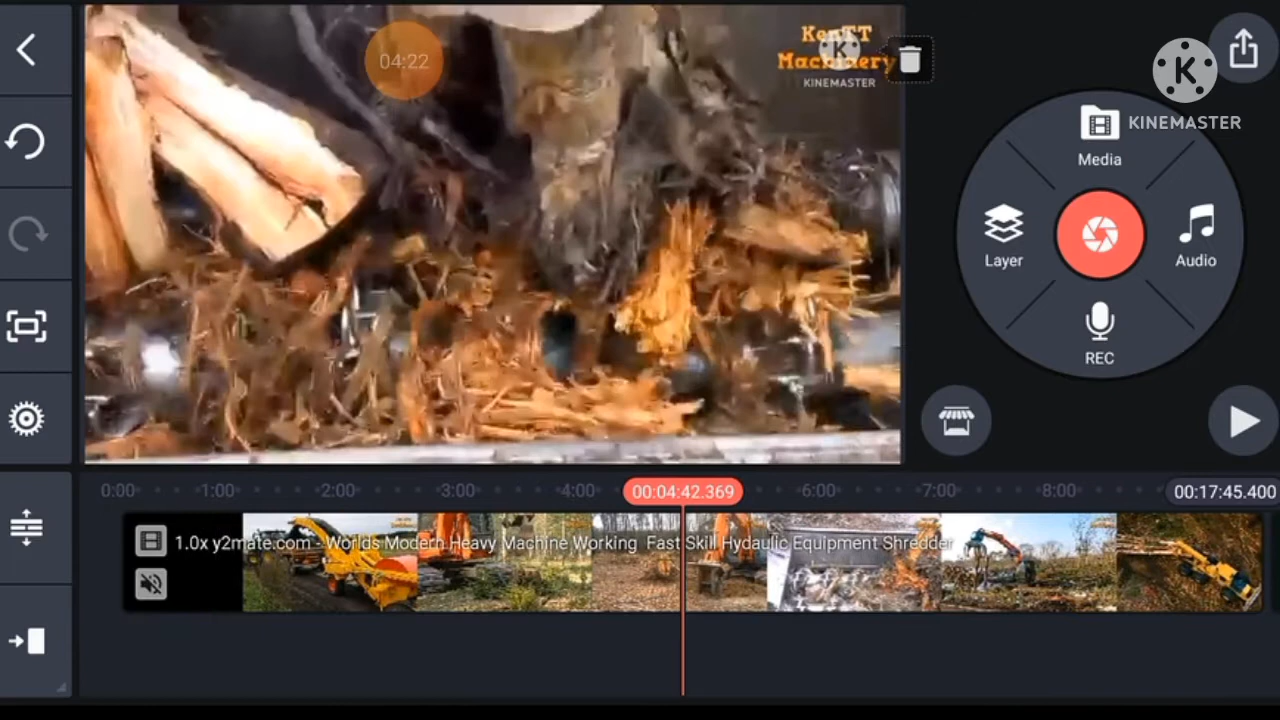 04:22
KenTT
Machinery
KINEMASTER
KINEMASTER
Media
Layer
Audio
REC
0:00
1:00
2:00
3:00
4:00
00:04:42.369
6:00
7:00
8:00
00:17:45.400
1.0x y2mate.com - Worlds Modern Heavy Machine Working Fast Skill Hydaulic Equipment Shredder